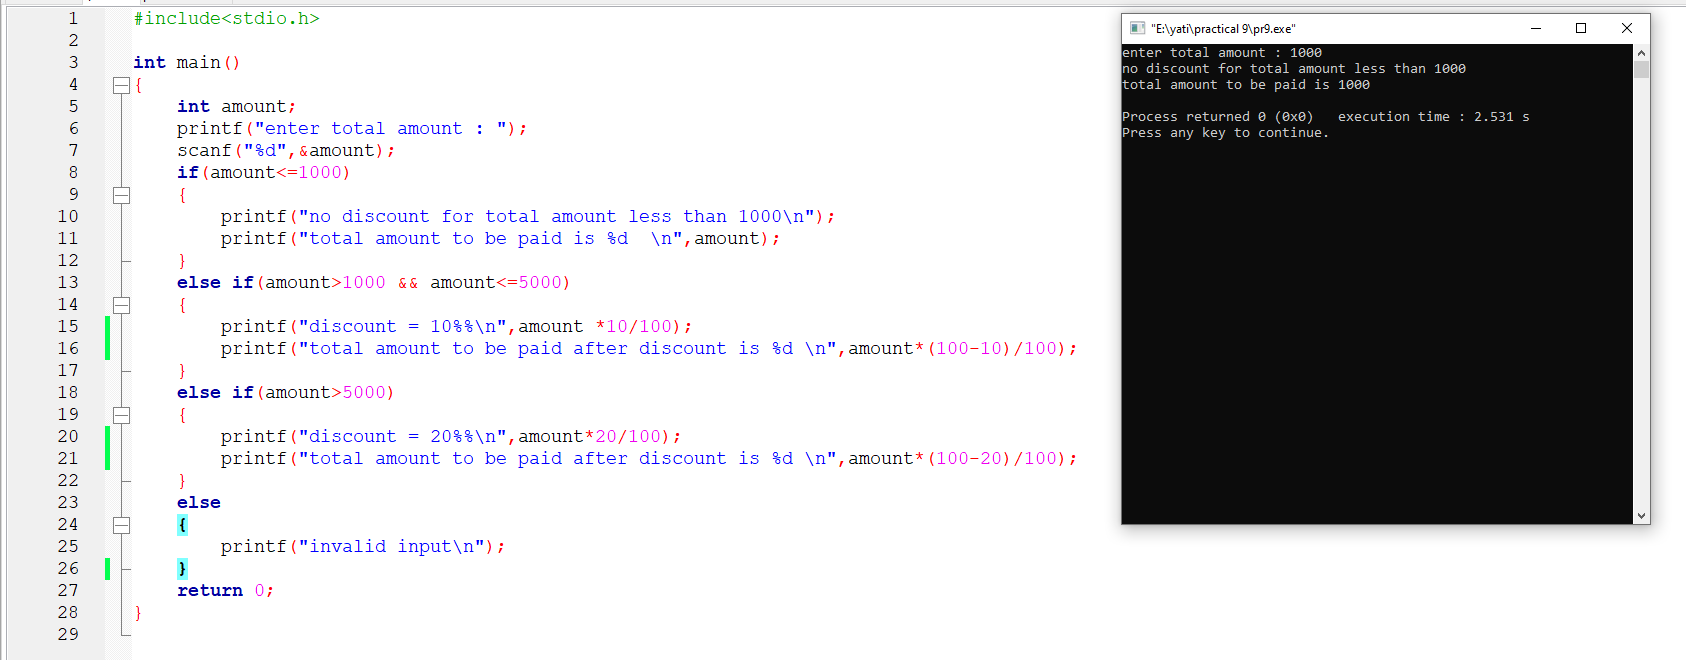 1 #include<stdio.h>
2
3 int main()
4 {
5 int amount;
6 printf("enter total amount : ");
7 scanf("%d",&amount);
8 if(amount<=1000)
9 {
10 printf("no discount for total amount less than 1000\n");
11 printf("total amount to be paid is %d  \n",amount);
12 }
13 else if(amount>1000 && amount<=5000)
14 {
15 printf("discount = 10%%\n",amount *10/100);
16 printf("total amount to be paid after discount is %d \n",amount*(100-10)/100);
17 }
18 else if(amount>5000)
19 {
20 printf("discount = 20%%\n",amount*20/100);
21 printf("total amount to be paid after discount is %d \n",amount*(100-20)/100);
22 }
23 else
24 {
25 printf("invalid input\n");
26 }
27 return 0;
28 }
29
"E:\yati\practical 9\pr9.exe"
enter total amount : 1000
no discount for total amount less than 1000
total amount to be paid is 1000
Process returned 0 (0x0)   execution time : 2.531 s
Press any key to continue.